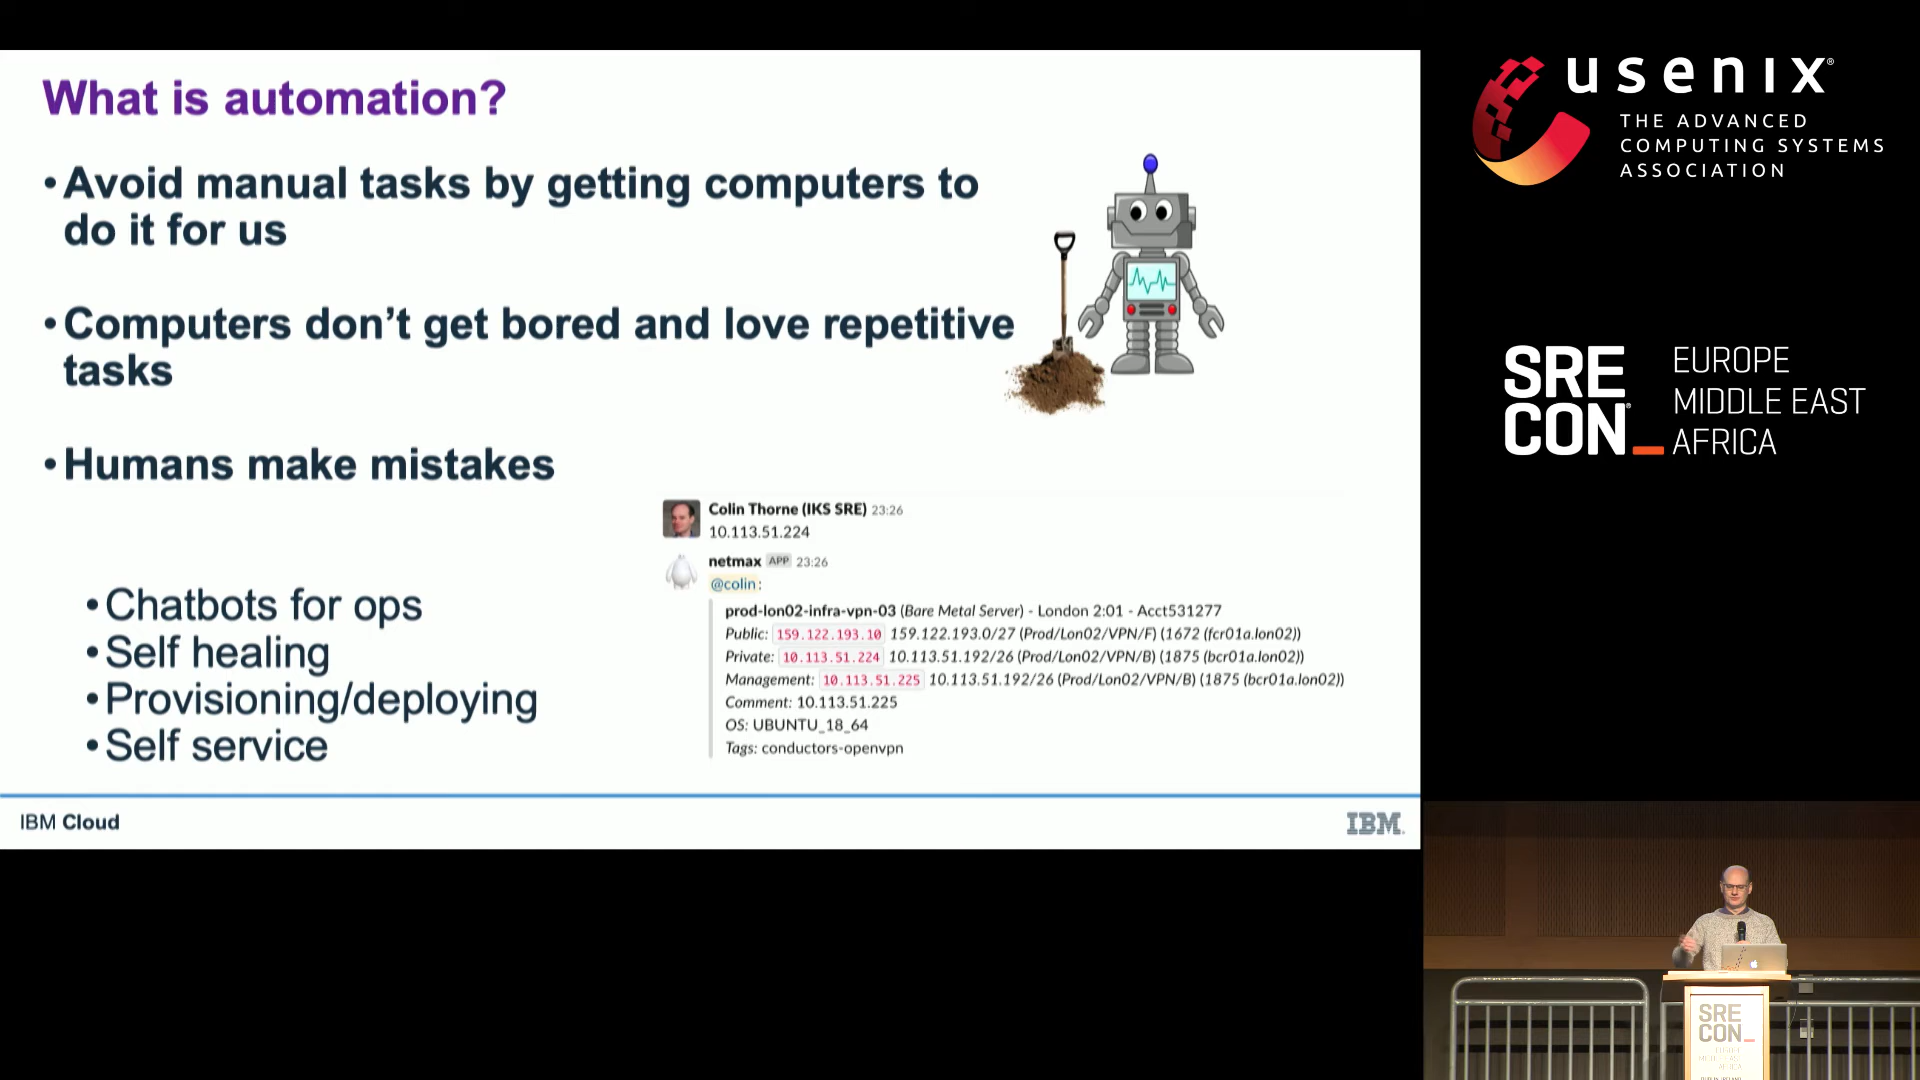 What is automation?
•Avoid manual tasks by getting computers to
do it for us
•Computers don't get bored and love repetitive
tasks
•Humans make mistakes
•Chatbots for ops
•Self healing
•Provisioning/deploying
•Self service
Colin Thorne (IKS SRE) 23:26
10.113.51.224
netmax APP 23:26
@colin:
prod-lon02-infra-vpn-03 (Bare Metal Server) - London 2:01 - Acct531277
Public: 159.122.193.10 159.122.193.0/27 (Prod/Lon02/VPN/F) (1672 (fcr01a.lon02))
Private: 10.113.51.224 10.113.51.192/26 (Prod/Lon02/VPN/B) (1875 (bcr01a.lon02))
Management: 10.113.51.225 10.113.51.192/26 (Prod/Lon02/VPN/B) (1875 (bcr01a.lon02))
Comment: 10.113.51.225
OS: UBUNTU_18_64
Tags: conductors-openvpn
IBM Cloud
IBM.
usenix®
THE ADVANCED
COMPUTING SYSTEMS
ASSOCIATION
SRE
CON_
EUROPE
MIDDLE EAST
AFRICA
SRE
CON_